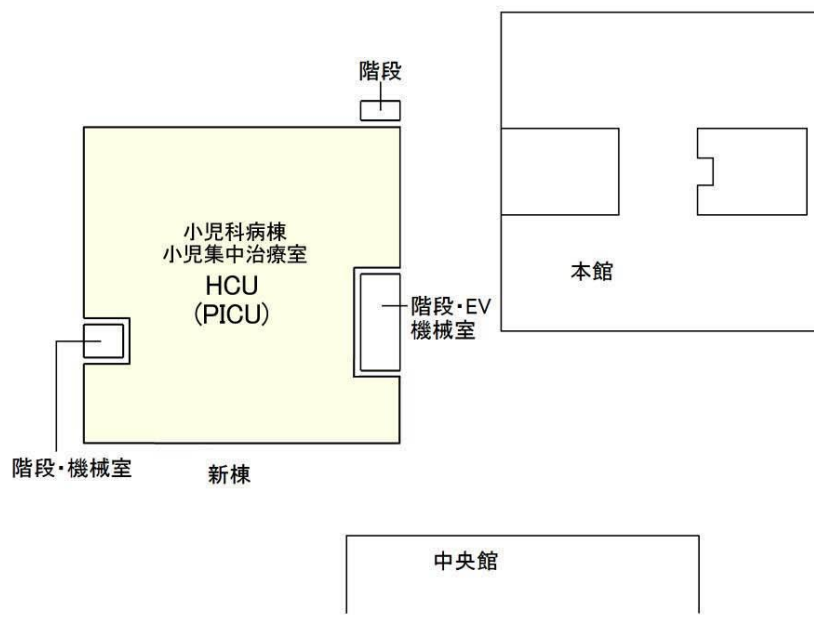 階段
小児科病棟
小児集中治療室
HCU
(PICU)
本館
階段・EV
機械室
階段・機械室
新棟
中央館